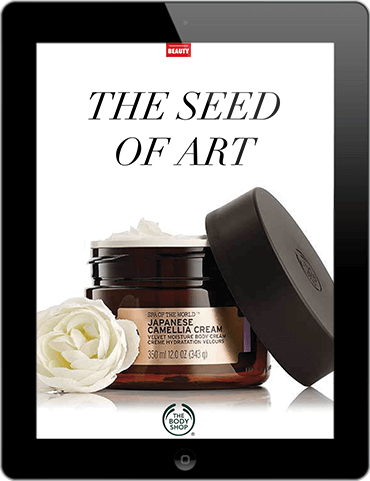 BEAUTY
THE SEED
OF ART
SPA OF THE WORLD™
JAPANESE
CAMELLIA CREAM
VELVET MOISTURE BODY CREAM
CRÈME HYDRATATION VELOURS
350 ml 12.0 OZ (343 g)
THE
BODY
SHOP®